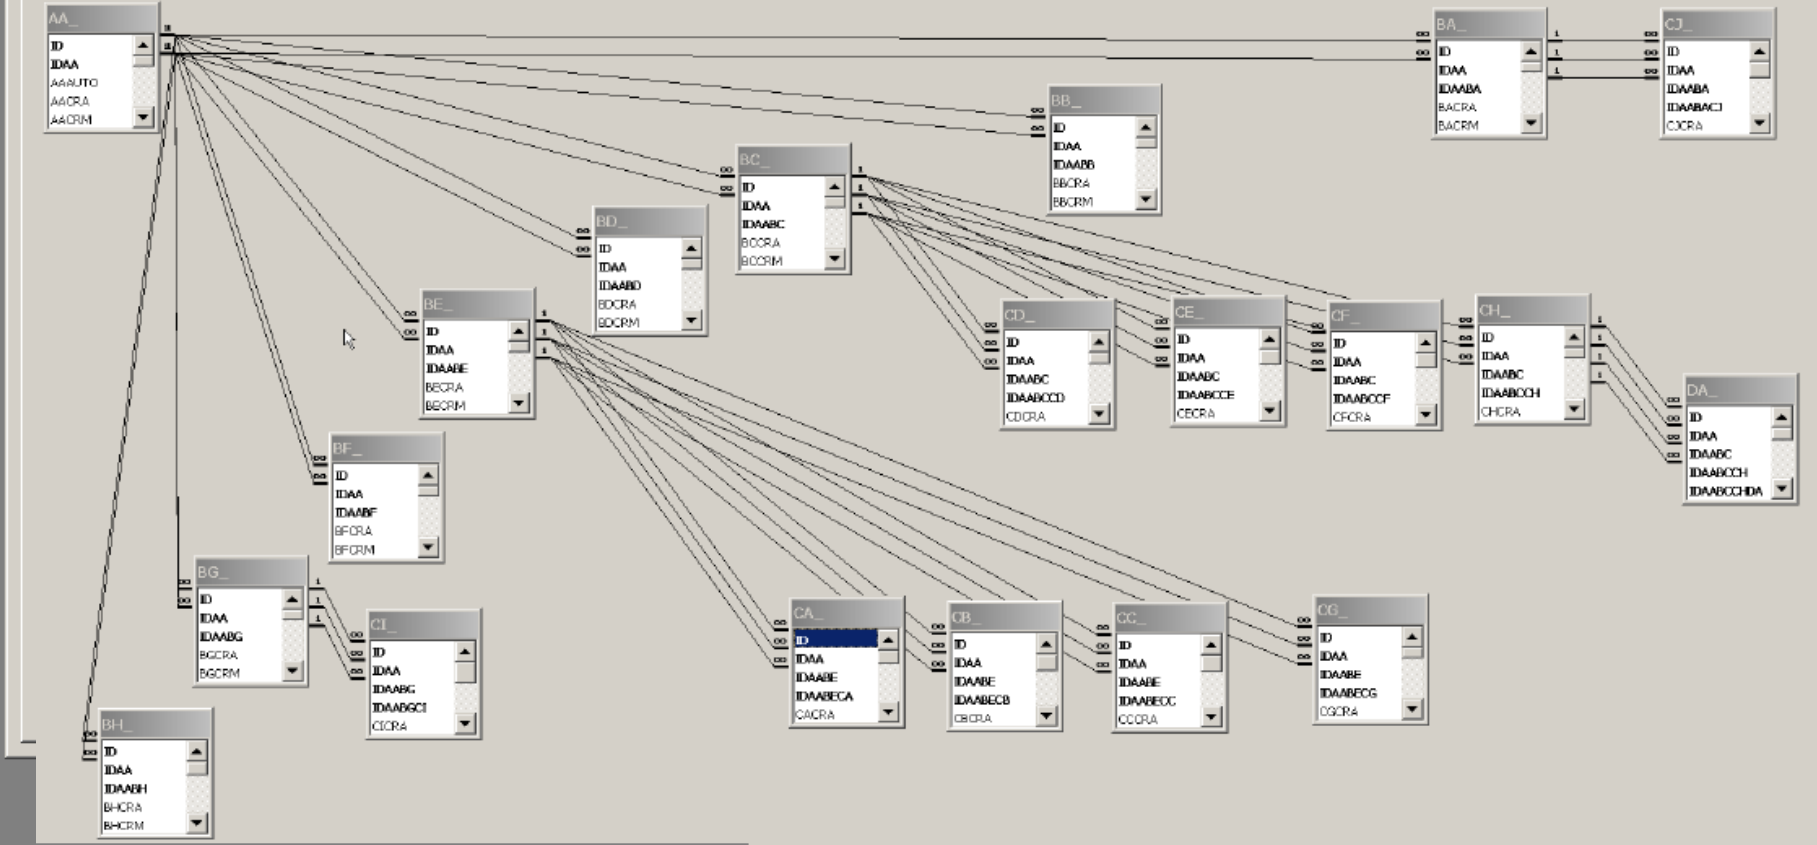 AA_
ID
IDAA
AAAUTO
AACRA
AACRM
BA_
ID
IDAA
IDAABA
BACRA
BACRM
CJ_
ID
IDAA
IDAABA
IDAABACJ
CJCRA
BB_
ID
IDAA
IDAABB
BBCRA
BBCRM
BC_
ID
IDAA
IDAABC
BCCRA
BCCRM
BD_
ID
IDAA
IDAABD
BDCRA
BDCRM
BE_
ID
IDAA
IDAABE
BECRA
BECRM
CD_
ID
IDAA
IDAABC
IDAABCCD
CDCRA
CE_
ID
IDAA
IDAABC
IDAABCCE
CECRA
CF_
ID
IDAA
IDAABC
IDAABCCF
CFCRA
CH_
ID
IDAA
IDAABC
IDAABCCH
CHCRA
DA_
ID
IDAA
IDAABC
IDAABCCH
IDAABCCHDA
BF_
ID
IDAA
IDAABF
BFCRA
BFCRM
BG_
ID
IDAA
IDAABG
BGCRA
BGCRM
CI_
ID
IDAA
IDAABG
IDAABGCI
CICRA
CA_
ID
IDAA
IDAABE
IDAABECA
CACRA
CB_
ID
IDAA
IDAABE
IDAABECB
CBCRA
CC_
ID
IDAA
IDAABE
IDAABECC
CCCRA
CG_
ID
IDAA
IDAABE
IDAABECG
CGCRA
BH_
ID
IDAA
IDAABH
BHCRA
BHCRM